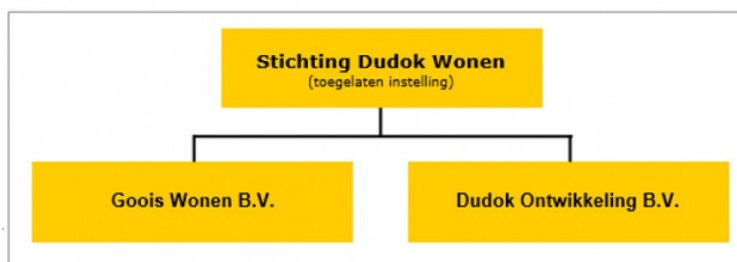 Stichting Dudok Wonen
(toegelaten instelling)
Goois Wonen B.V.
Dudok Ontwikkeling B.V.